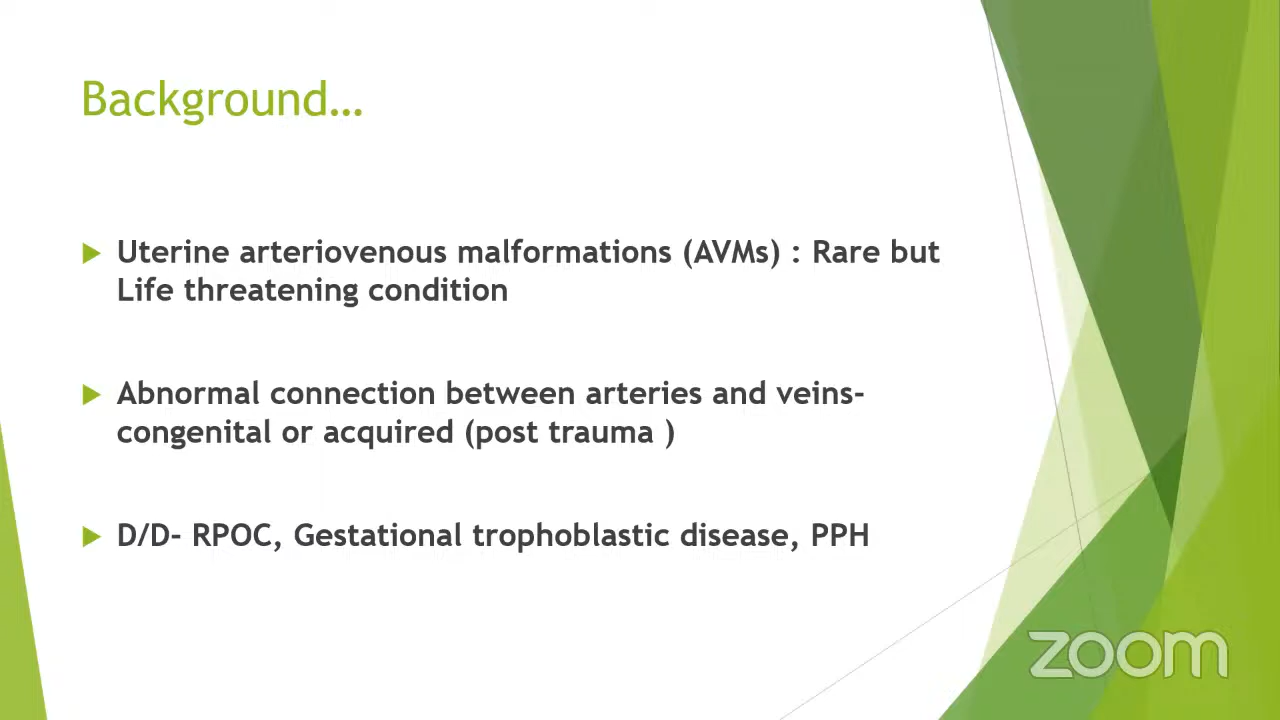 Background...
Uterine arteriovenous malformations (AVMs) : Rare but
Life threatening condition
Abnormal connection between arteries and veins-
congenital or acquired (post trauma )
D/D- RPOC, Gestational trophoblastic disease, PPH
zoom